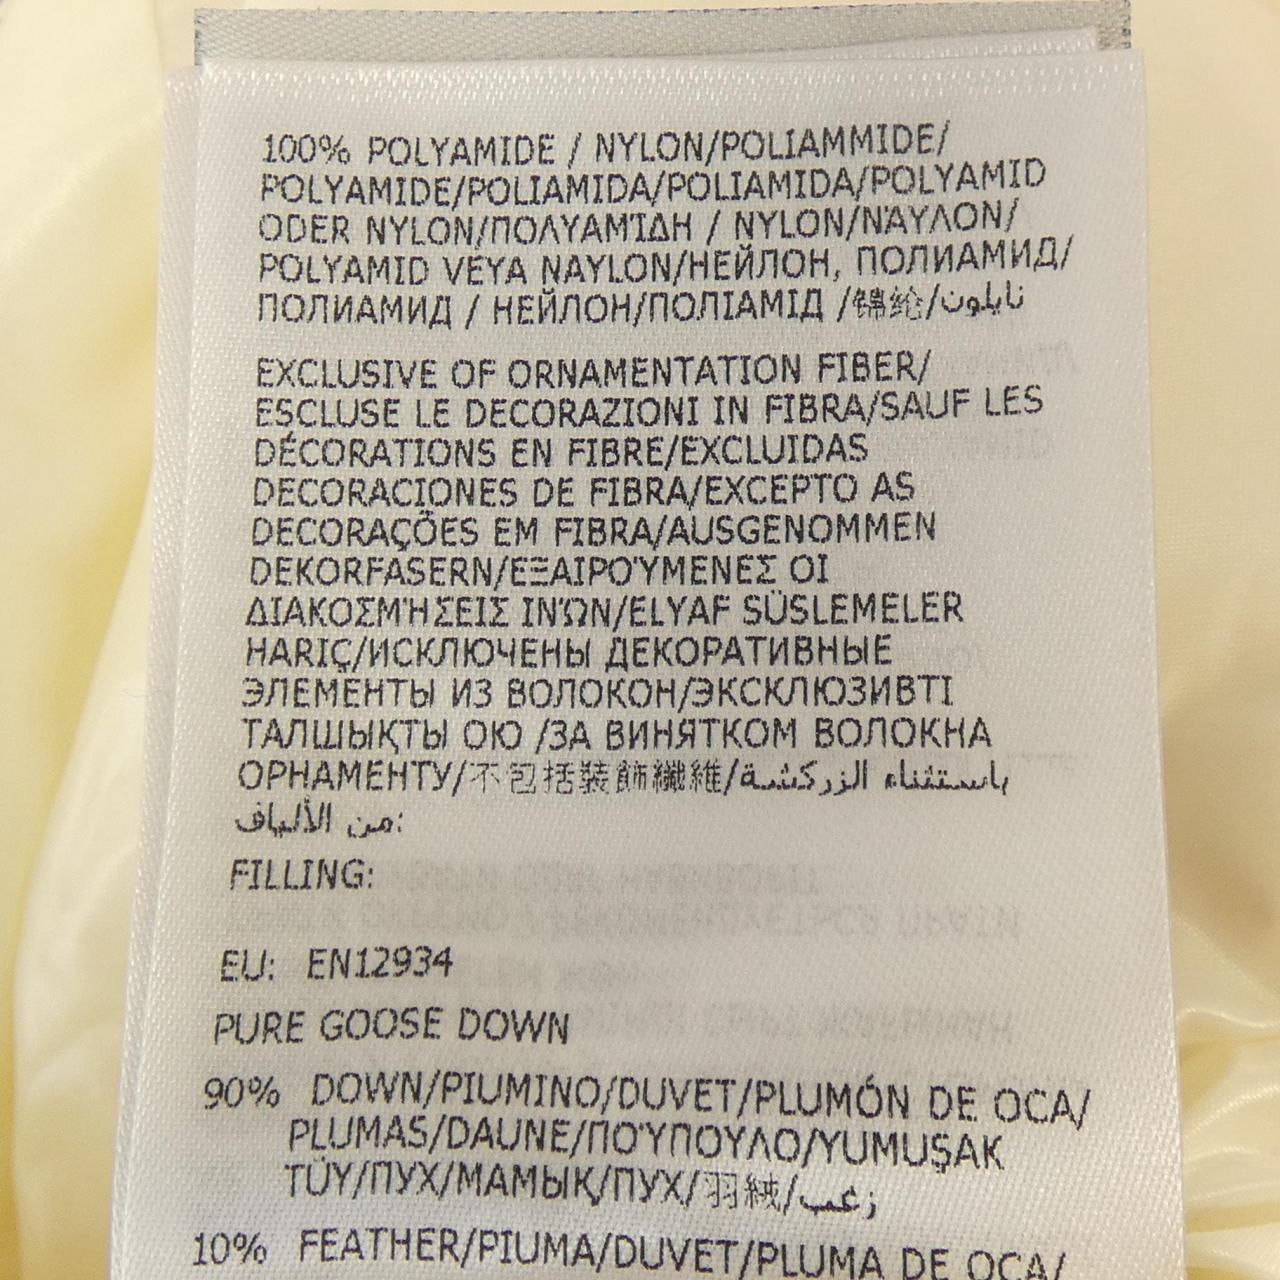 100% POLYAMIDE / NYLON/POLIAMMIDE/
POLYAMIDE/POLIAMIDA/POLIAMIDA/POLYAMID
ODER NYLON/ΠΟΛΥΑΜΊΔΗ / NYLON/ΝΆΥΛΟΝ/
POLYAMID VEYA NAYLON/НЕЙЛОН, ПОЛИАМИД/
ПОЛИАМИД / НЕЙЛОН/ПОЛІАМІД /锦纶/نايلون
EXCLUSIVE OF ORNAMENTATION FIBER/
ESCLUSE LE DECORAZIONI IN FIBRA/SAUF LES
DÉCORATIONS EN FIBRE/EXCLUIDAS
DECORACIONES DE FIBRA/EXCEPTO AS
DECORAÇÕES EM FIBRA/AUSGENOMMEN
DEKORFASERN/ΕΞΑΙΡΟΎΜΕΝΕΣ ΟΙ
ΔΙΑΚΟΣΜΉΣΕΙΣ ΙΝΏΝ/ELYAF SÜSLEMELER
HARIÇ/ИСКЛЮЧЕНЫ ДЕКОРАТИВНЫЕ
ЭЛЕМЕНТЫ ИЗ ВОЛОКОН/ЭКСКЛЮЗИВТІ
ТАЛШЫҚТЫ ОЮ /ЗА ВИНЯТКОМ ВОЛОКНА
ОРНАМЕНТУ/不包括裝飾纖維/باستثناء الزركشة
من الألياف:
FILLING:
EU: EN12934
PURE GOOSE DOWN
90% DOWN/PIUMINO/DUVET/PLUMÓN DE OCA/
PLUMAS/DAUNE/ΠΟΎΠΟΥΛΟ/YUMUŞAK
TÜY/ПУХ/МАМЫҚ/ПУХ/羽絨/زغب
10% FEATHER/PIUMA/DUVET/PLUMA DE OCA/